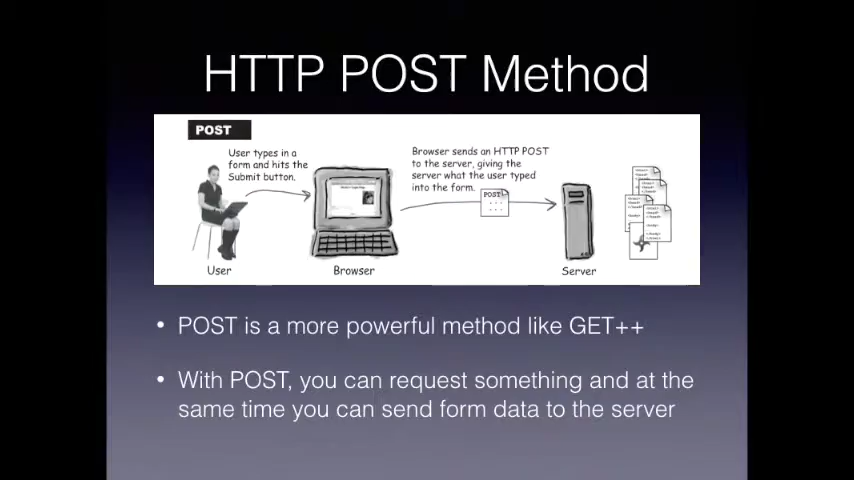 HTTP POST Method
POST
User types in a
form and hits the
Submit button.
Browser sends an HTTP POST
to the server, giving the
server what the user typed
into the form.
POST
User
Browser
Server
• POST is a more powerful method like GET++
• With POST, you can request something and at the
same time you can send form data to the server